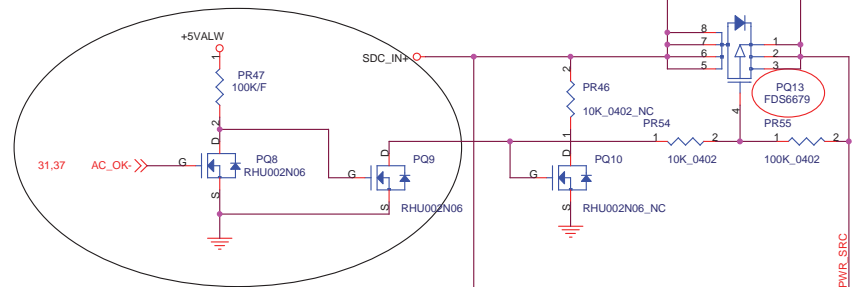 +5VALW
1
PR47
100K/F
2
31,37 AC_OK-
G
D
S
PQ8
RHU002N06
SDC_IN+
G
D
S
PQ9
RHU002N06
2
PR46
10K_0402_NC
1
G
D
S
PQ10
RHU002N06_NC
PR54
1 2
10K_0402
8
7
6
5
1
2
3
4
PQ13
FDS6679
PR55
1 2
100K_0402
PWR_SRC